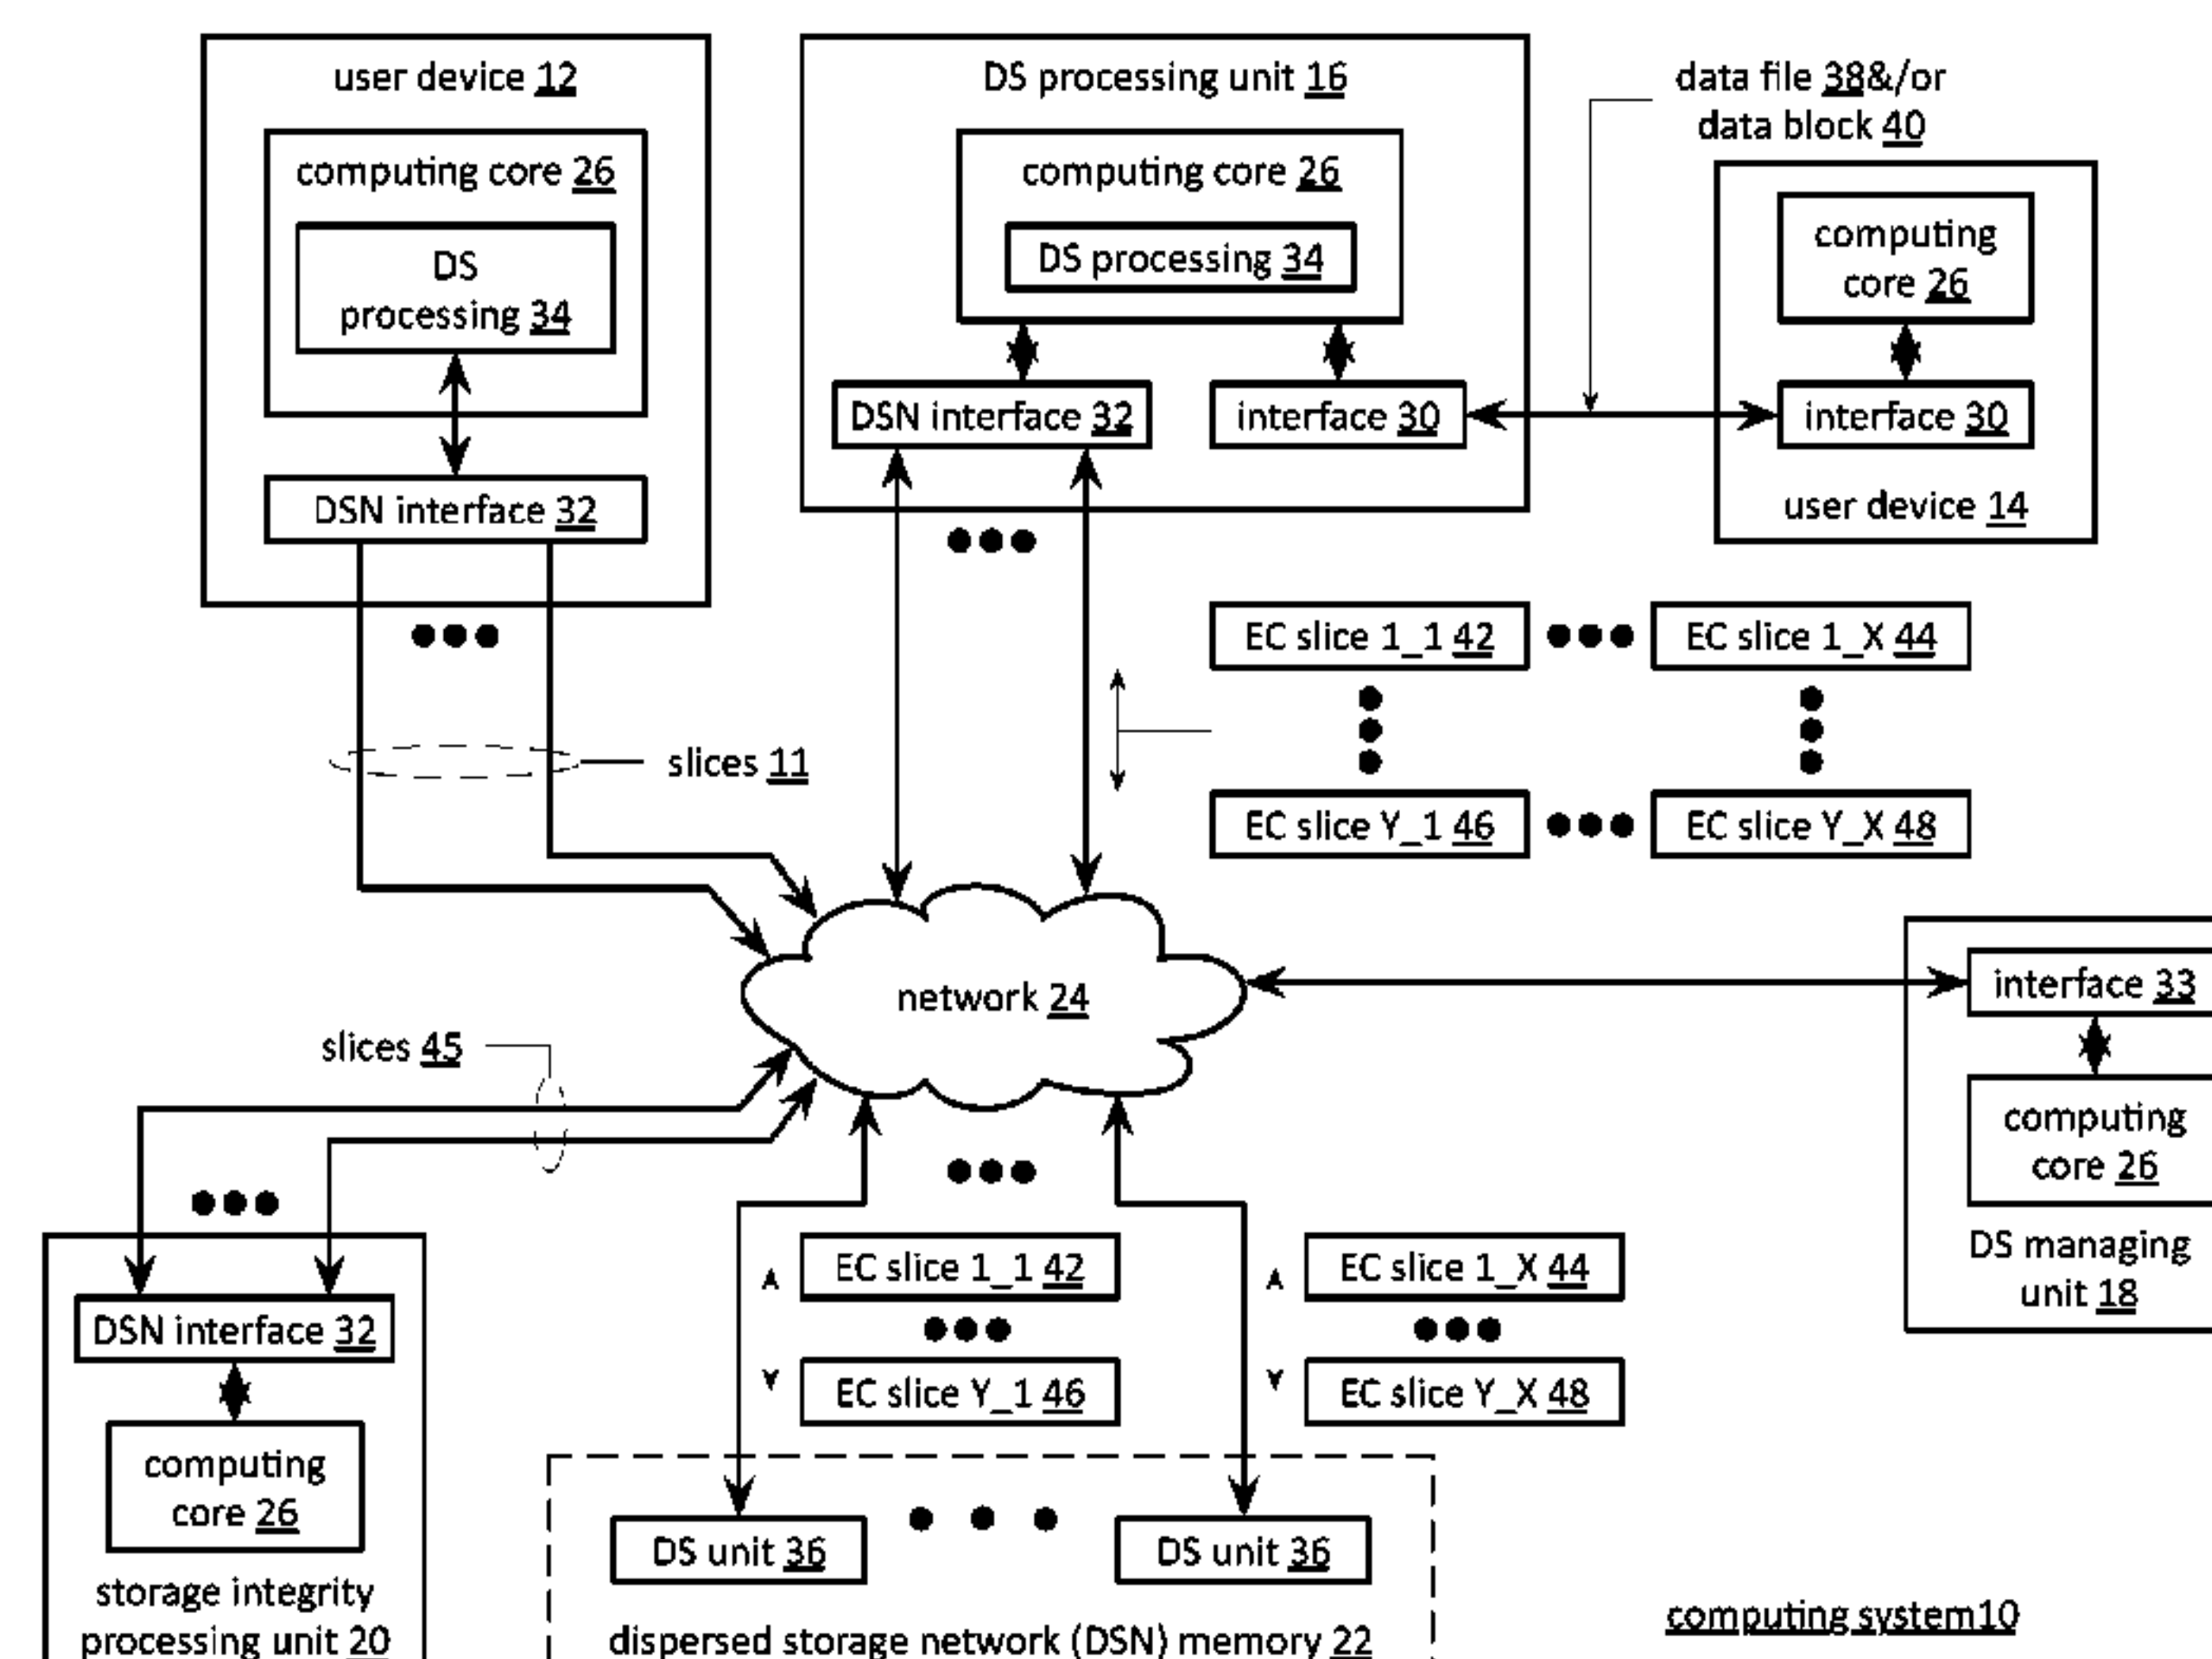 user device 12
computing core 26
DS
processing 34
DSN interface 32
slices 11
DS processing unit 16
computing core 26
DS processing 34
DSN interface 32
interface 30
data file 38&/or
data block 40
computing
core 26
interface 30
user device 14
EC slice 1_1 42
EC slice 1_X 44
EC slice Y_1 46
EC slice Y_X 48
network 24
interface 33
computing
core 26
DS managing
unit 18
slices 45
DSN interface 32
computing
core 26
storage integrity
processing unit 20
EC slice 1_1 42
EC slice 1_X 44
EC slice Y_1 46
EC slice Y_X 48
DS unit 36
DS unit 36
dispersed storage network (DSN) memory 22
computing system10